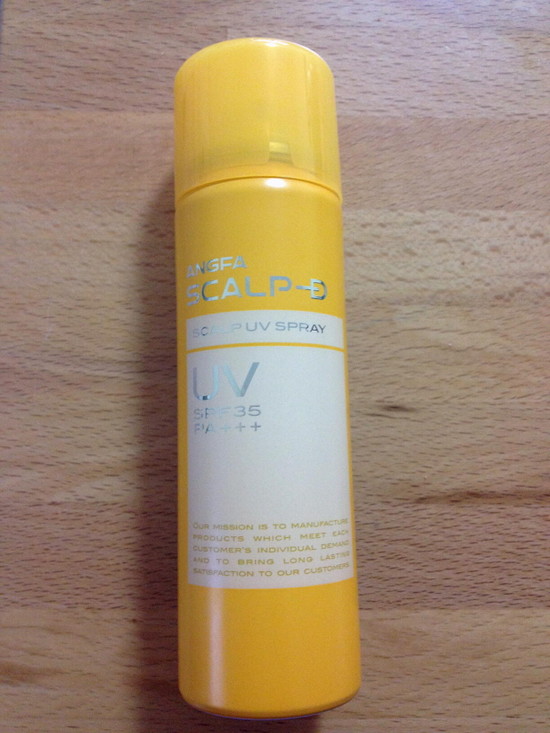 ANGFA
SCALP-D
SCALP UV SPRAY
UV
SPF35
PA+++
OUR MISSION IS TO MANUFACTURE
PRODUCTS WHICH MEET EACH
CUSTOMER'S INDIVIDUAL DEMAND
AND TO BRING LONG LASTING
SATISFACTION TO OUR CUSTOMERS